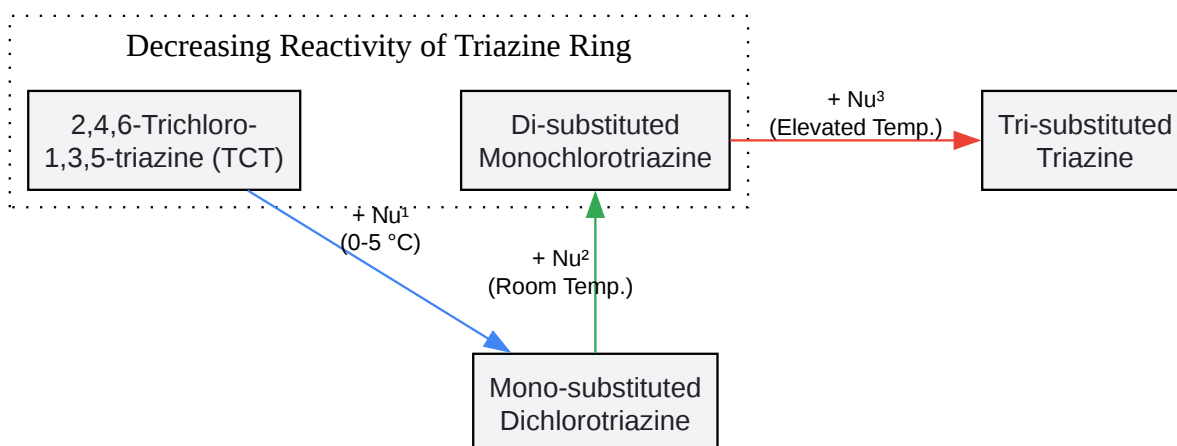 Decreasing Reactivity of Triazine Ring
2,4,6-Trichloro-
1,3,5-triazine (TCT)
Di-substituted
Monochlorotriazine
+ Nu³
(Elevated Temp.)
Tri-substituted
Triazine
+ Nu¹
(0-5 °C)
+ Nu²
(Room Temp.)
Mono-substituted
Dichlorotriazine